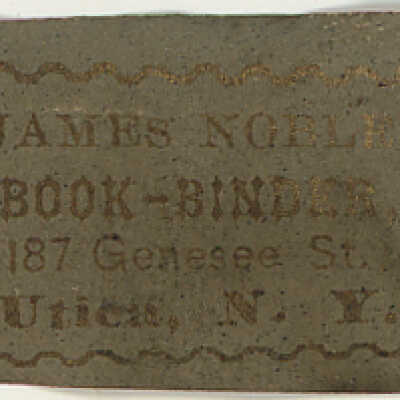 JAMES NOBLE
BOOK-BINDER,
187 Genesee St.
Utica, N. Y.